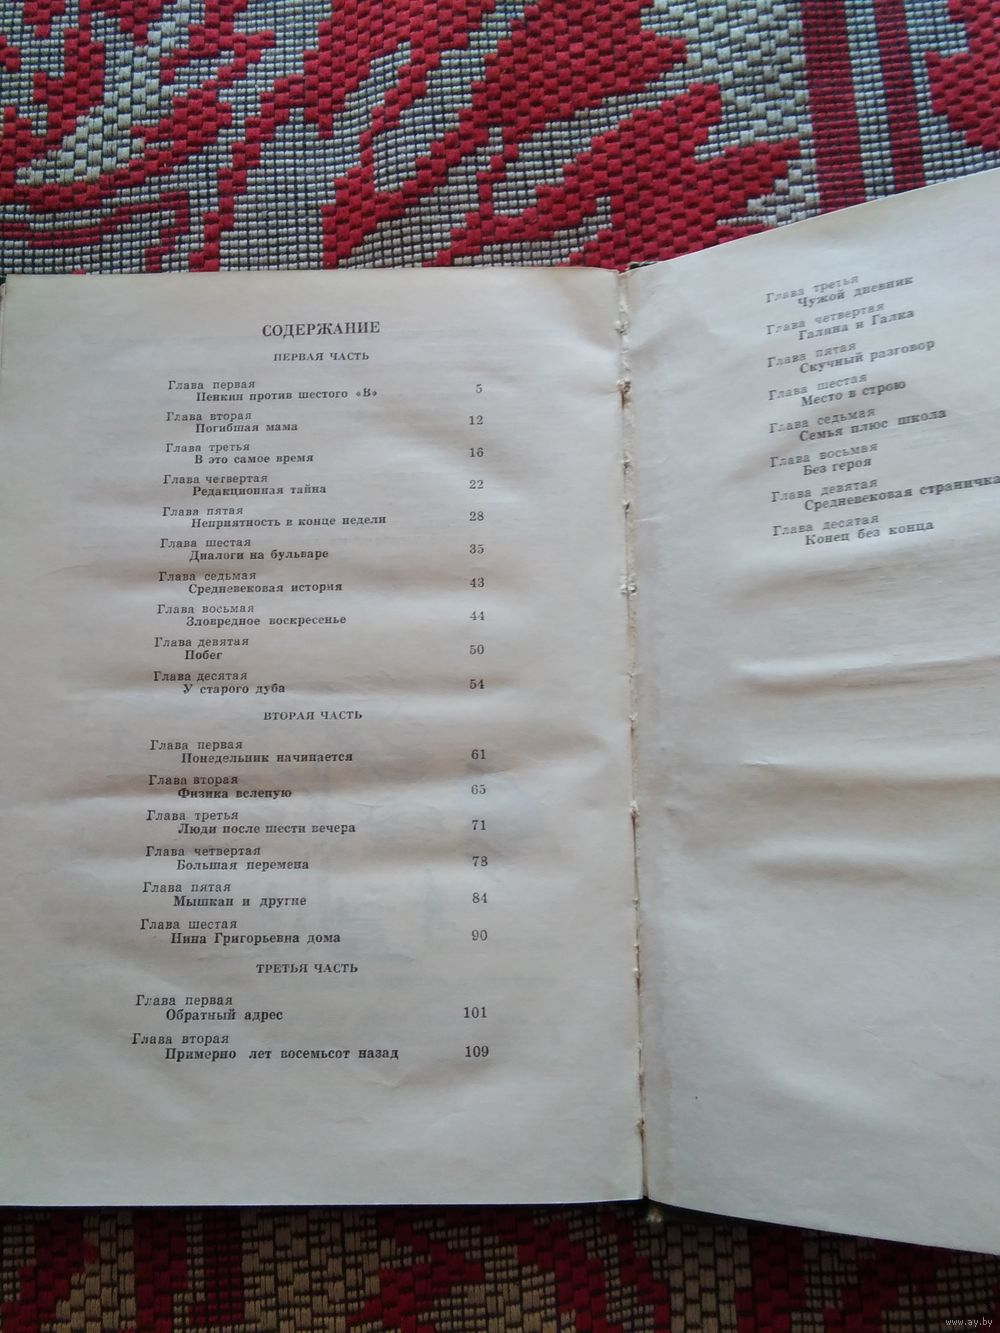 СОДЕРЖАНИЕ
ПЕРВАЯ ЧАСТЬ
Глава первая
Пенкин против шестого «В» 5
Глава вторая
Погибшая мама 12
Глава третья
В это самое время 16
Глава четвертая
Редакционная тайна 22
Глава пятая
Неприятность в конце недели 28
Глава шестая
Диалоги на бульваре 35
Глава седьмая
Средневековая история 43
Глава восьмая
Зловредное воскресенье 44
Глава девятая
Побег 50
Глава десятая
У старого дуба 54
ВТОРАЯ ЧАСТЬ
Глава первая
Понедельник начинается 61
Глава вторая
Физика вслепую 65
Глава третья
Люди после шести вечера 71
Глава четвертая
Большая перемена 78
Глава пятая
Мышкан и другие 84
Глава шестая
Нина Григорьевна дома 90
ТРЕТЬЯ ЧАСТЬ
Глава первая
Обратный адрес 101
Глава вторая
Примерно лет восемьсот назад 109
Глава третья
Чужой дневник
Глава четвертая
Галина и Галка
Глава пятая
Скучный разговор
Глава шестая
Место в строю
Глава седьмая
Семья плюс школа
Глава восьмая
Без героя
Глава девятая
Средневековая страничка
Глава десятая
Конец без конца
www.ay.by